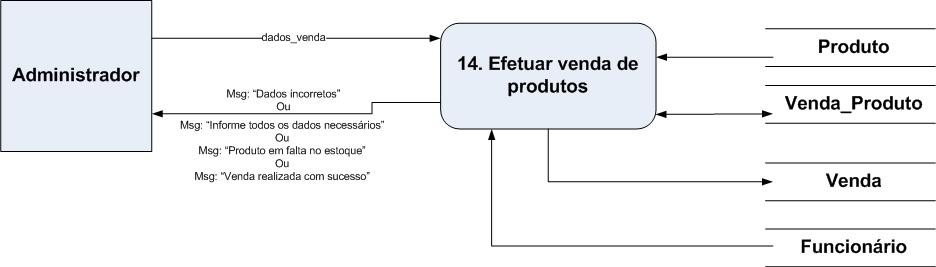 Administrador
dados_venda
14. Efetuar venda de
produtos
Msg: “Dados incorretos”
Ou
Msg: “Informe todos os dados necessários”
Ou
Msg: “Produto em falta no estoque”
Ou
Msg: “Venda realizada com sucesso”
Produto
Venda_Produto
Venda
Funcionário